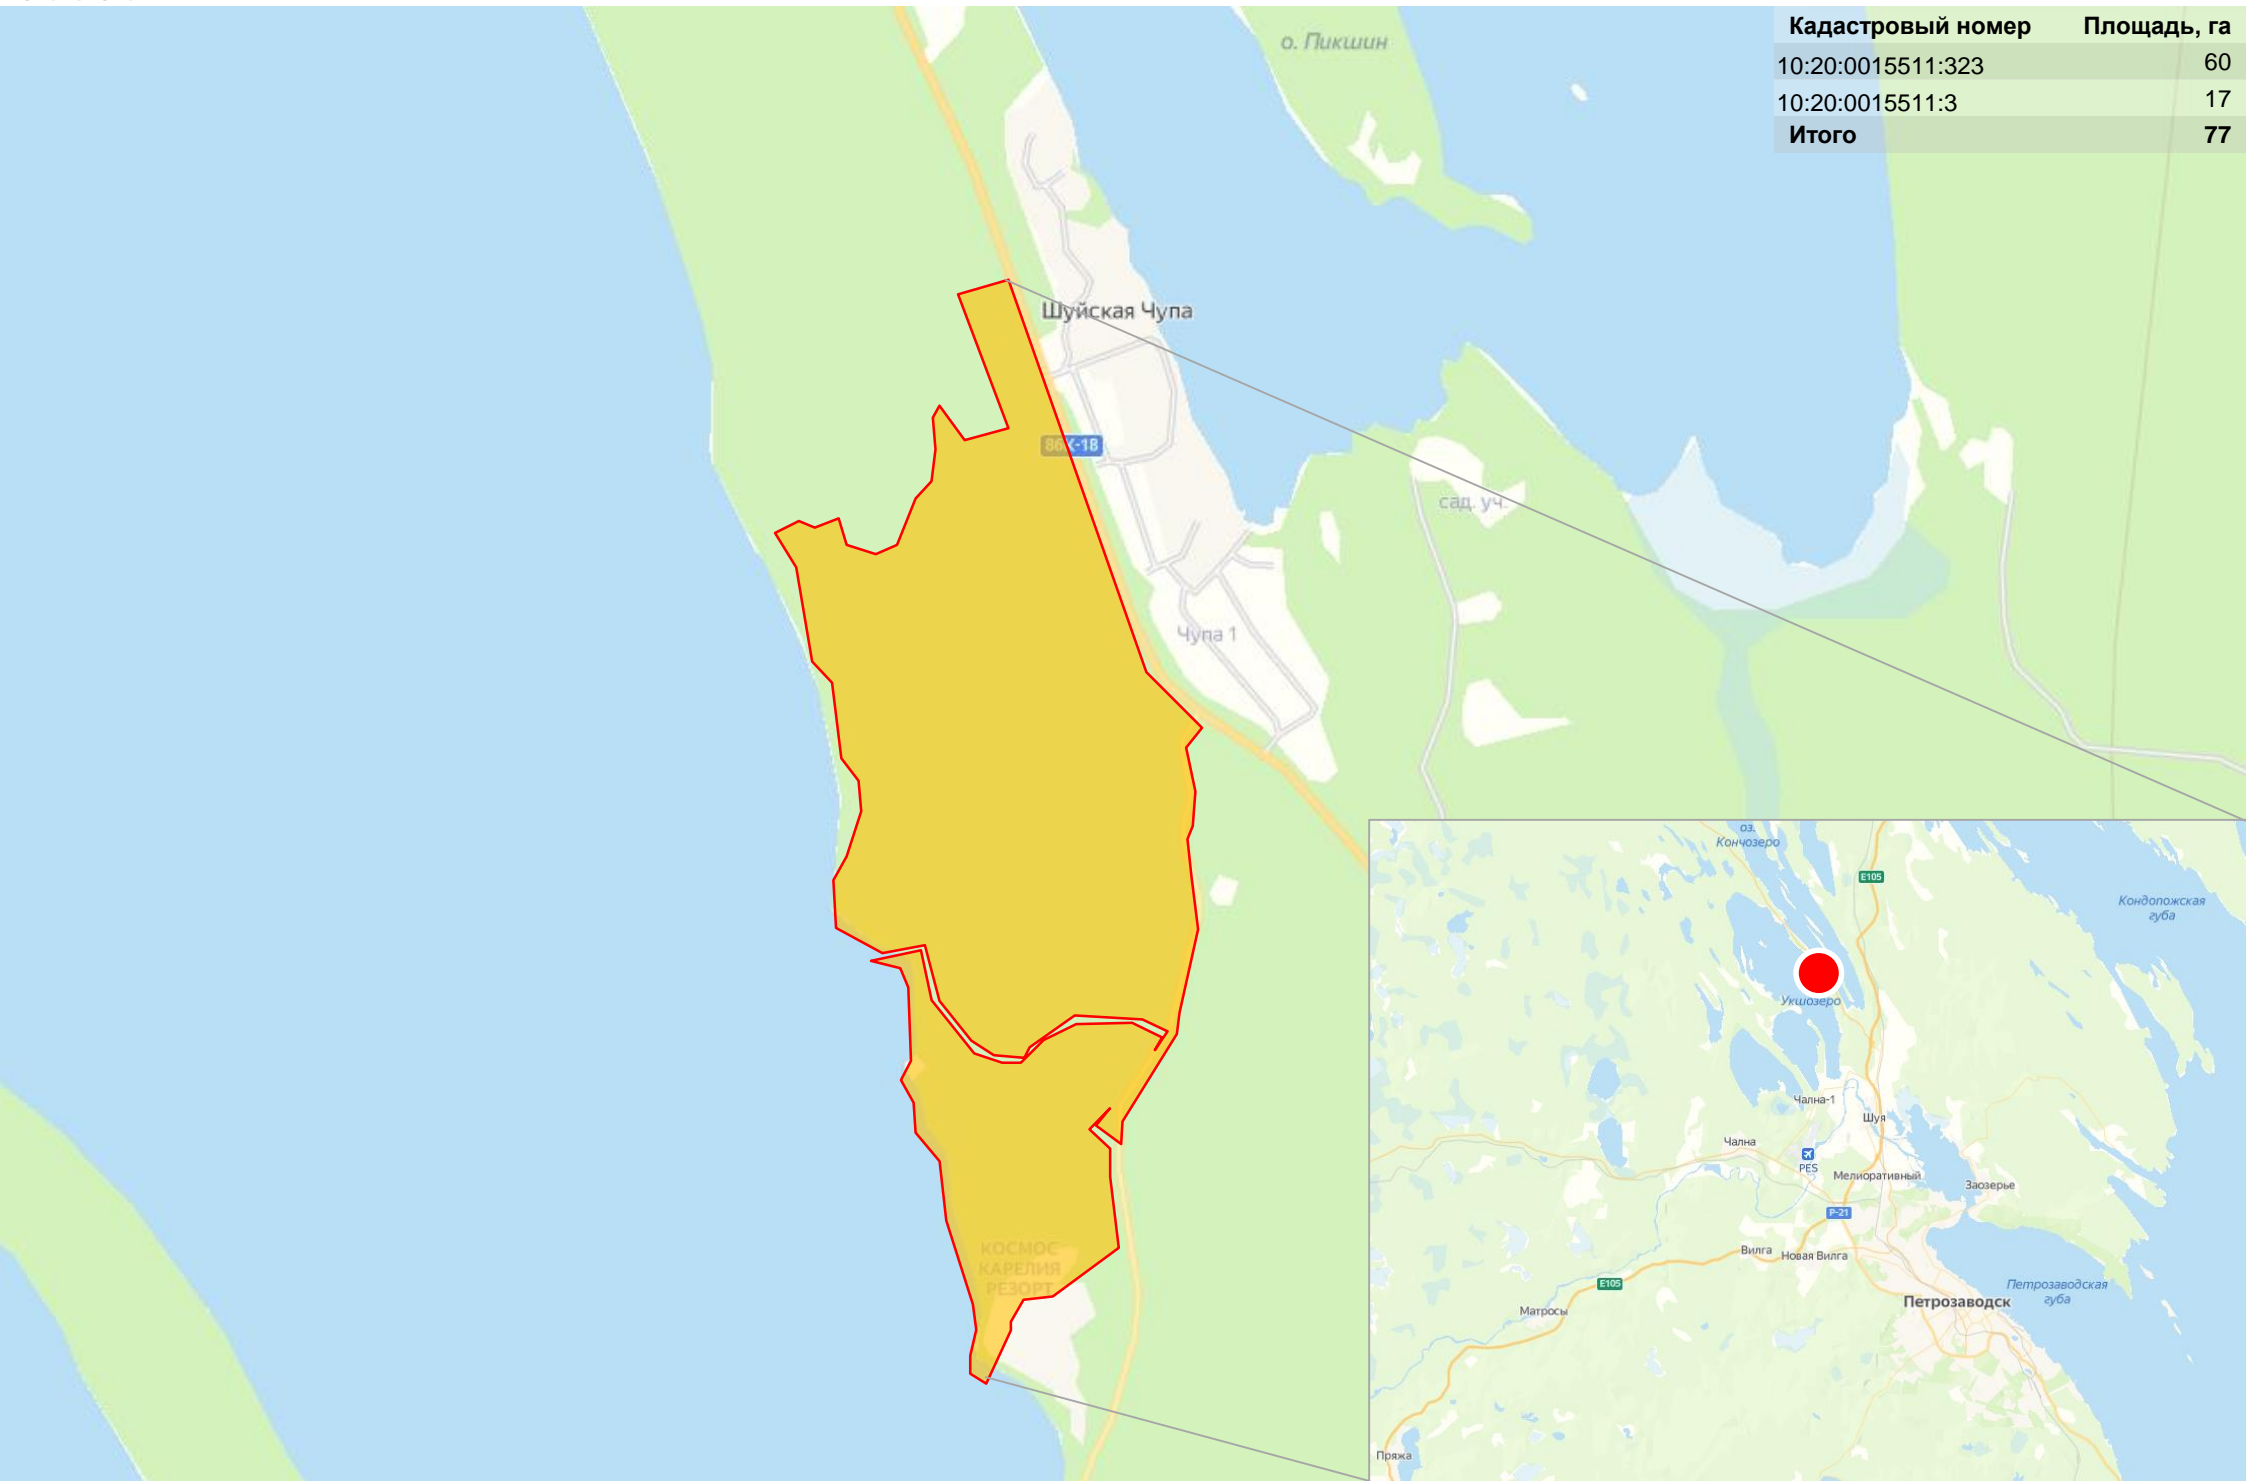 Кадастровый номер Площадь, га
10:20:0015511:323 60
10:20:0015511:3 17
Итого 77
о. Пикшин
Шуйская Чупа
86К-18
сад. уч.
Чупа 1
КОСМОС
КАРЕЛИЯ
РЕЗОРТ
оз.
Кончозеро
E105
Кондопожская
губа
Укшозеро
Чална-1
Шуя
Чална
PES
Мелиоративный
Заозерье
Р-21
Вилга
Новая Вилга
E105
Петрозаводская
губа
Матросы
Петрозаводск
Пряжа